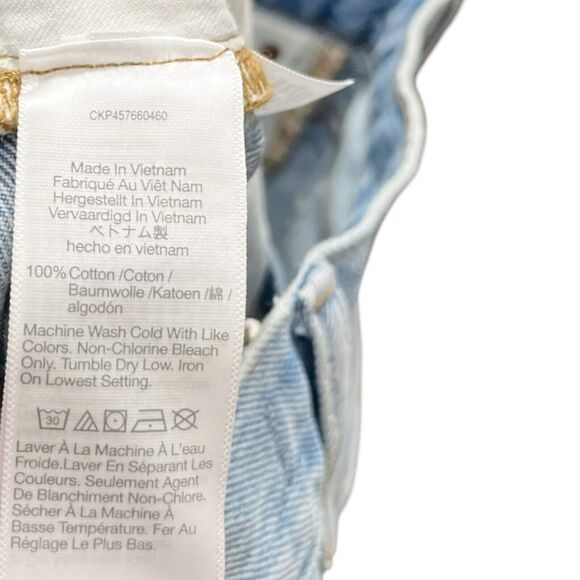 CKP457660460
Made In Vietnam
Fabriqué Au Viêt Nam
Hergestellt In Vietnam
Vervaardigd In Vietnam
ベトナム製
hecho en vietnam
100% Cotton /Coton /
Baumwolle /Katoen /綿 /
algodón
Machine Wash Cold With Like
Colors. Non-Chlorine Bleach
Only. Tumble Dry Low. Iron
On Lowest Setting.
30
Laver À La Machine À L'eau
Froide.Laver En Séparant Les
Couleurs. Seulement Agent
De Blanchiment Non-Chlore.
Sécher À La Machine À
Basse Température. Fer Au
Réglage Le Plus Bas.